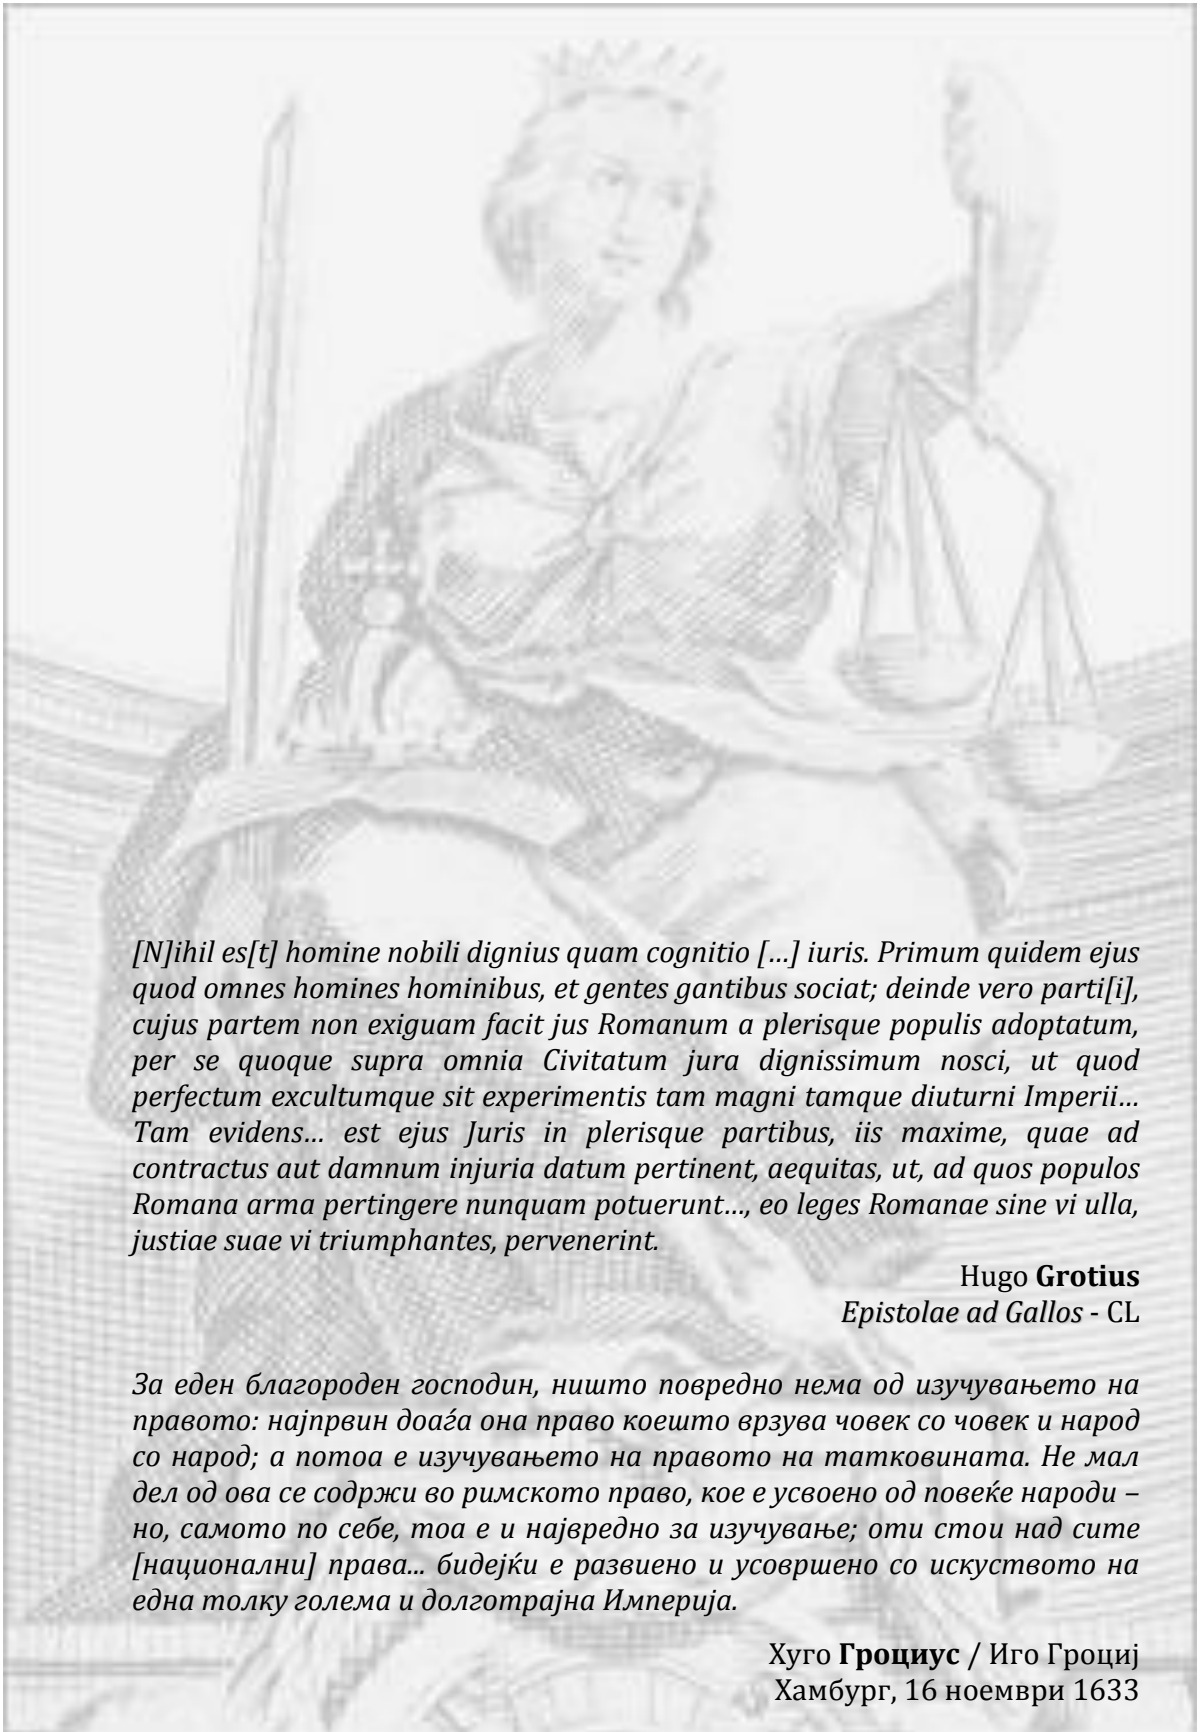 [N]ihil es[t] homine nobili dignius quam cognitio [...] iuris. Primum quidem ejus
quod omnes homines hominibus, et gentes gantibus sociat; deinde vero parti[i],
cujus partem non exiguam facit jus Romanum a plerisque populis adoptatum,
per se quoque supra omnia Civitatum jura dignissimum nosci, ut quod
perfectum excultumque sit experimentis tam magni tamque diuturni Imperii...
Tam evidens... est ejus Juris in plerisque partibus, iis maxime, quae ad
contractus aut damnum injuria datum pertinent, aequitas, ut, ad quos populos
Romana arma pertingere nunquam potuerunt..., eo leges Romanae sine vi ulla,
justiae suae vi triumphantes, pervenerint.
Hugo Grotius
Epistolae ad Gallos - CL
За еден благороден господин, ништо повредно нема од изучувањето на
правото: најпрвин доаѓа она право коешто врзува човек со човек и народ
со народ; а потоа е изучувањето на правото на татковината. Не мал
дел од ова се содржи во римското право, кое е усвоено од повеќе народи –
но, самото по себе, тоа е и највредно за изучување; оти стои над сите
[национални] права... бидејќи е развиено и усовршено со искуството на
една толку голема и долготрајна Империја.
Хуго Гроциус / Иго Гроциј
Хамбург, 16 ноември 1633